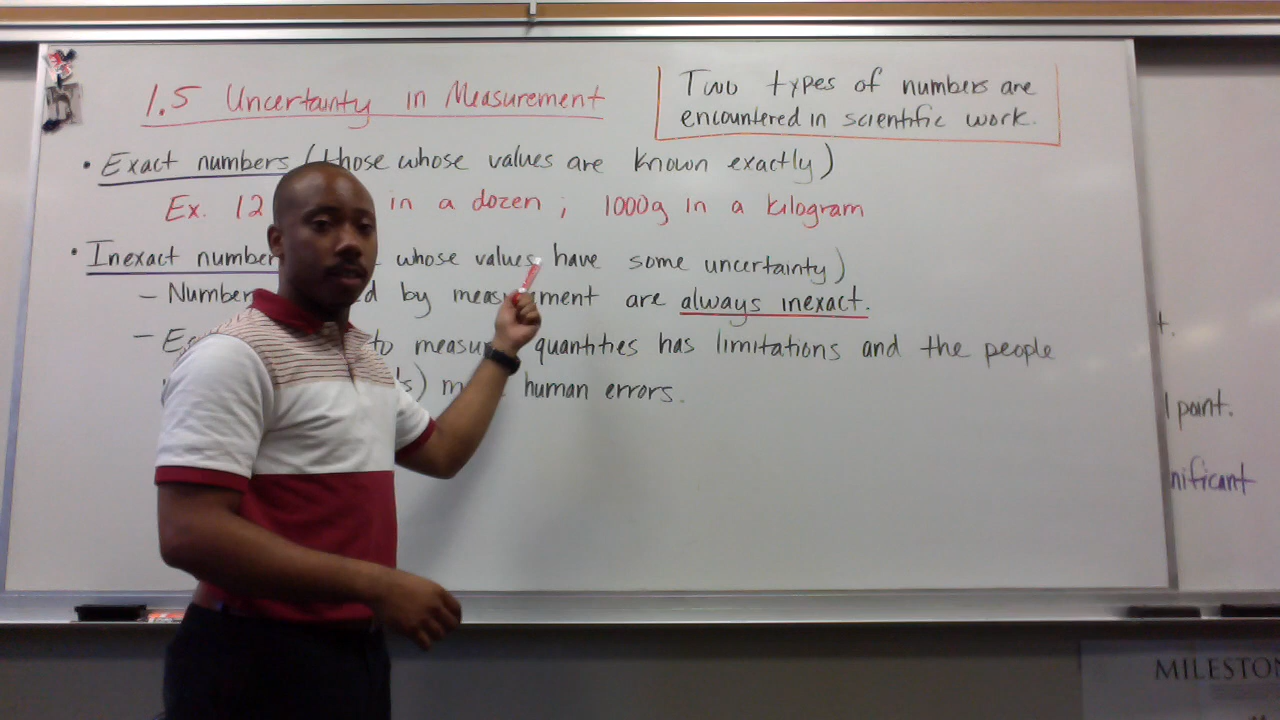 1.5 Uncertainty in Measurement
Two types of numbers are
encountered in scientific work.
• Exact numbers (those whose values are known exactly)
Ex. 12 in a dozen ; 1000g in a kilogram
• Inexact number whose values have some uncertainty)
– Number by measurement are always inexact.
– to measure quantities has limitations and the people
human errors.
t.
l point.
nificant
MILESTO